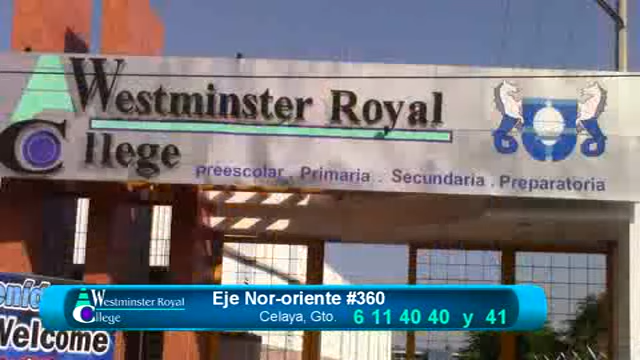 Westminster Royal
College
Preescolar . Primaria . Secundaria . Preparatoria
Welcome
Westminster Royal
College
Eje Nor-oriente #360
Celaya, Gto. 6 11 40 40 y 41